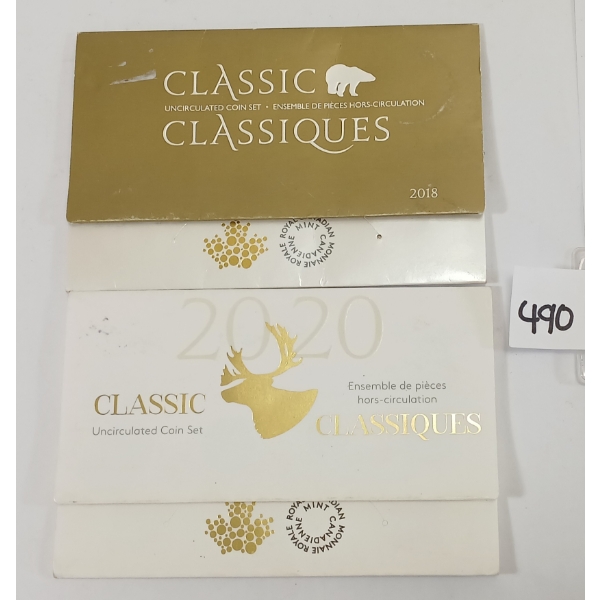 CLASSIC
UNCIRCULATED COIN SET • ENSEMBLE DE PIÈCES HORS-CIRCULATION
CLASSIQUES
2018
ROYAL CANADIAN MINT
MONNAIE ROYALE CANADIENNE
490
2020
CLASSIC
Uncirculated Coin Set
Ensemble de pièces
hors-circulation
CLASSIQUES
ROYAL CANADIAN MINT
MONNAIE ROYALE CANADIENNE